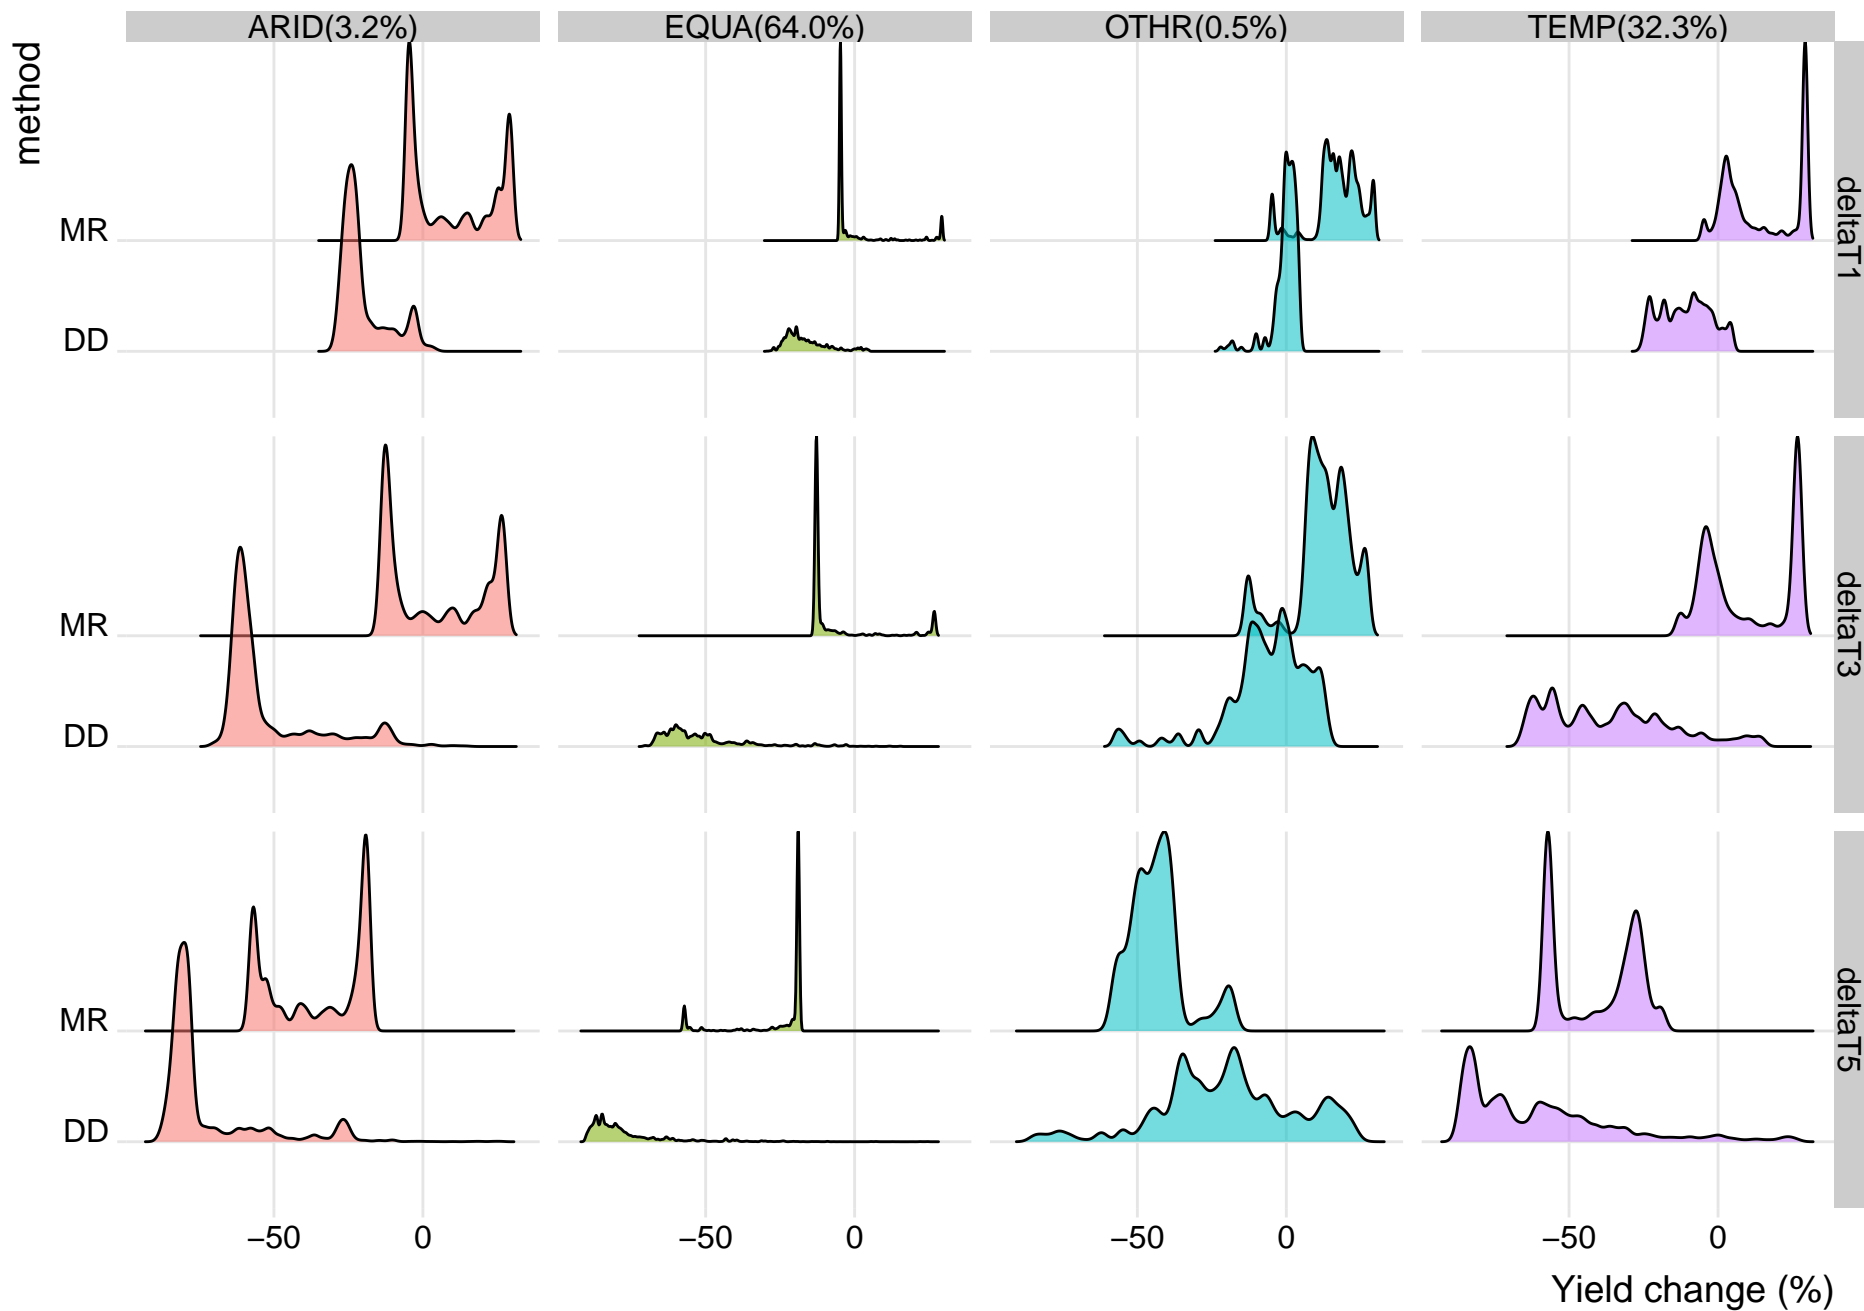 ARID(3.2%) EQUA(64.0%) OTHR(0.5%) TEMP(32.3%)
method
MR
DD
deltaT1
MR
DD
deltaT3
MR
DD
deltaT5
−50 0 −50 0 −50 0 −50 0
Yield change (%)